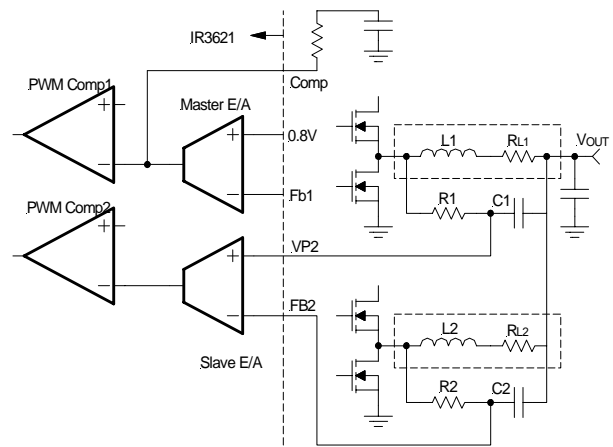 IR3621
Comp
PWM Comp1
+
−
Master E/A
+
−
0.8V
Fb1
L1
RL1
VOUT
R1
C1
PWM Comp2
+
−
+
−
VP2
FB2
Slave E/A
L2
RL2
R2
C2